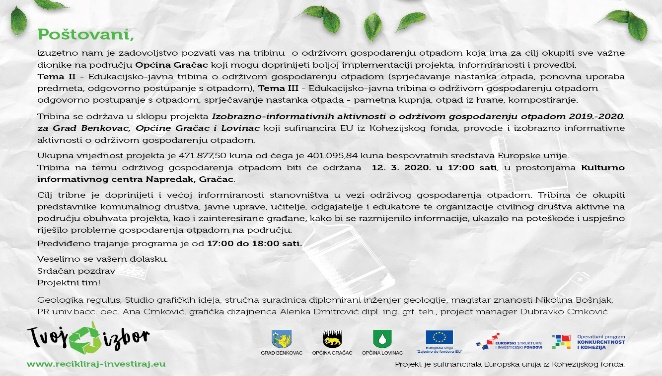 Poštovani,
izuzetno nam je zadovoljstvo pozvati vas na tribinu o održivom gospodarenju otpadom koja ima za cilj okupiti sve važne
dionike na području Općina Gračac koji mogu doprinijeti boljoj implementaciji projekta, informiranosti i provedbi.
Tema II - Edukacijsko-javna tribina o održivom gospodarenju otpadom (sprječavanje nastanka otpada, ponovna uporaba
predmeta, odgovorno postupanje s otpadom), Tema III - Edukacijsko-javna tribina o održivom gospodarenju otpadom
odgovorno postupanje s otpadom, sprječavanje nastanka otpada - pametna kupnja, otpad iz hrane, kompostiranje.
Tribina se održava u sklopu projekta Izobrazno-informativnih aktivnosti o održivom gospodarenju otpadom 2019.-2020.
za Grad Benkovac, Općine Gračac i Lovinac koji sufinancira EU iz Kohezijskog fonda, provode i izobrazno informativne
aktivnosti o održivom gospodarenju otpadom.
Ukupna vrijednost projekta je 471.877,50 kuna od čega je 401.095,84 kuna bespovratnih sredstava Europske unije.
Tribina na temu održivog gospodarenja otpadom biti će održana 12. 3. 2020. u 17:00 sati, u prostorijama Kulturno
informativnog centra Napredak, Gračac.
Cilj tribine je doprinijeti i većoj informiranosti stanovništva u vezi održivog gospodarenja otpadom. Tribina će okupiti
predstavnike komunalnog društva, javne uprave, učitelje, odgajatelje i edukatore te organizacije civilnog društva aktivne na
području obuhvata projekta, kao i zainteresirane građane, kako bi se razmijenilo informacije, ukazalo na poteškoće i uspješno
riješilo probleme gospodarenja otpadom na području.
Predviđeno trajanje programa je od 17:00 do 18:00 sati.
Veselimo se vašem dolasku.
Srdačan pozdrav
Projektni tim!
Geologika regulus, Studio grafičkih ideja, stručna suradnica diplomirani inženjer geologije, magistar znanosti Nikolina Bošnjak,
PR univ.bacc. oec. Ana Crnković, grafička dizajnerica Alenka Dmitrović dipl. ing. grf. teh., project manager Dubravko Crnković
Tvoj izbor
www.recikliraj-investiraj.eu
GRAD BENKOVAC
OPĆINA GRAČAC
OPĆINA LOVINAC
Europska unija
"Zajedno do fondova EU"
EUROPSKI STRUKTURNI
I INVESTICIJSKI FONDOVI
Operativni program
KONKURENTNOST
I KOHEZIJA
Projekt je sufinancirala Europska unija iz Kohezijskog fonda.